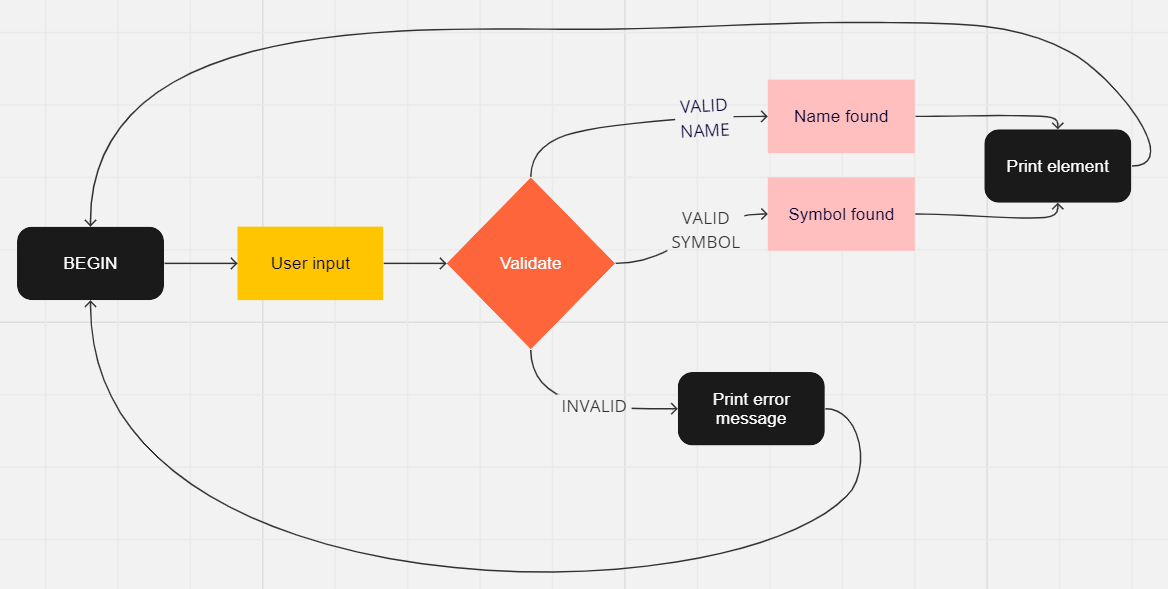 VALID
NAME
Name found
Print element
VALID
SYMBOL
Symbol found
BEGIN
User input
Validate
INVALID
Print error
message